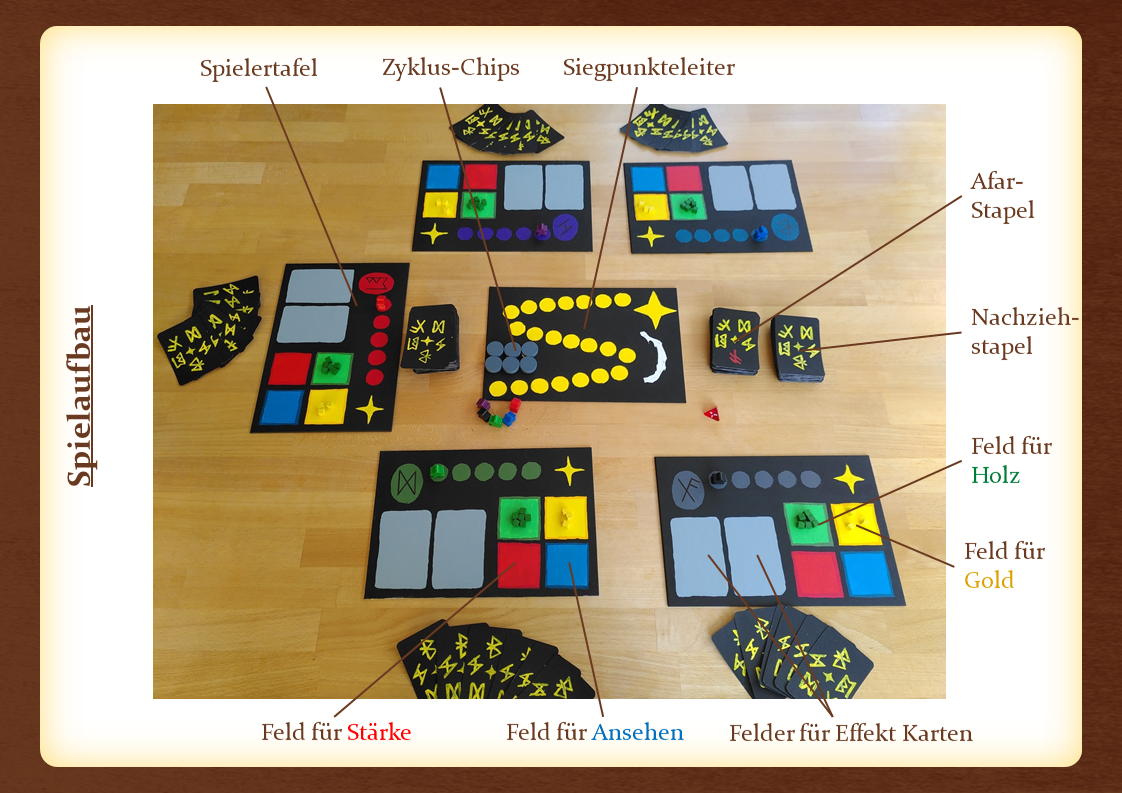 Spielertafel
Zyklus-Chips
Siegpunkteleiter
Afar-
Stapel
Nachzieh-
stapel
Spielaufbau
Feld für
Holz
Feld für
Gold
Feld für Stärke
Feld für Ansehen
Felder für Effekt Karten